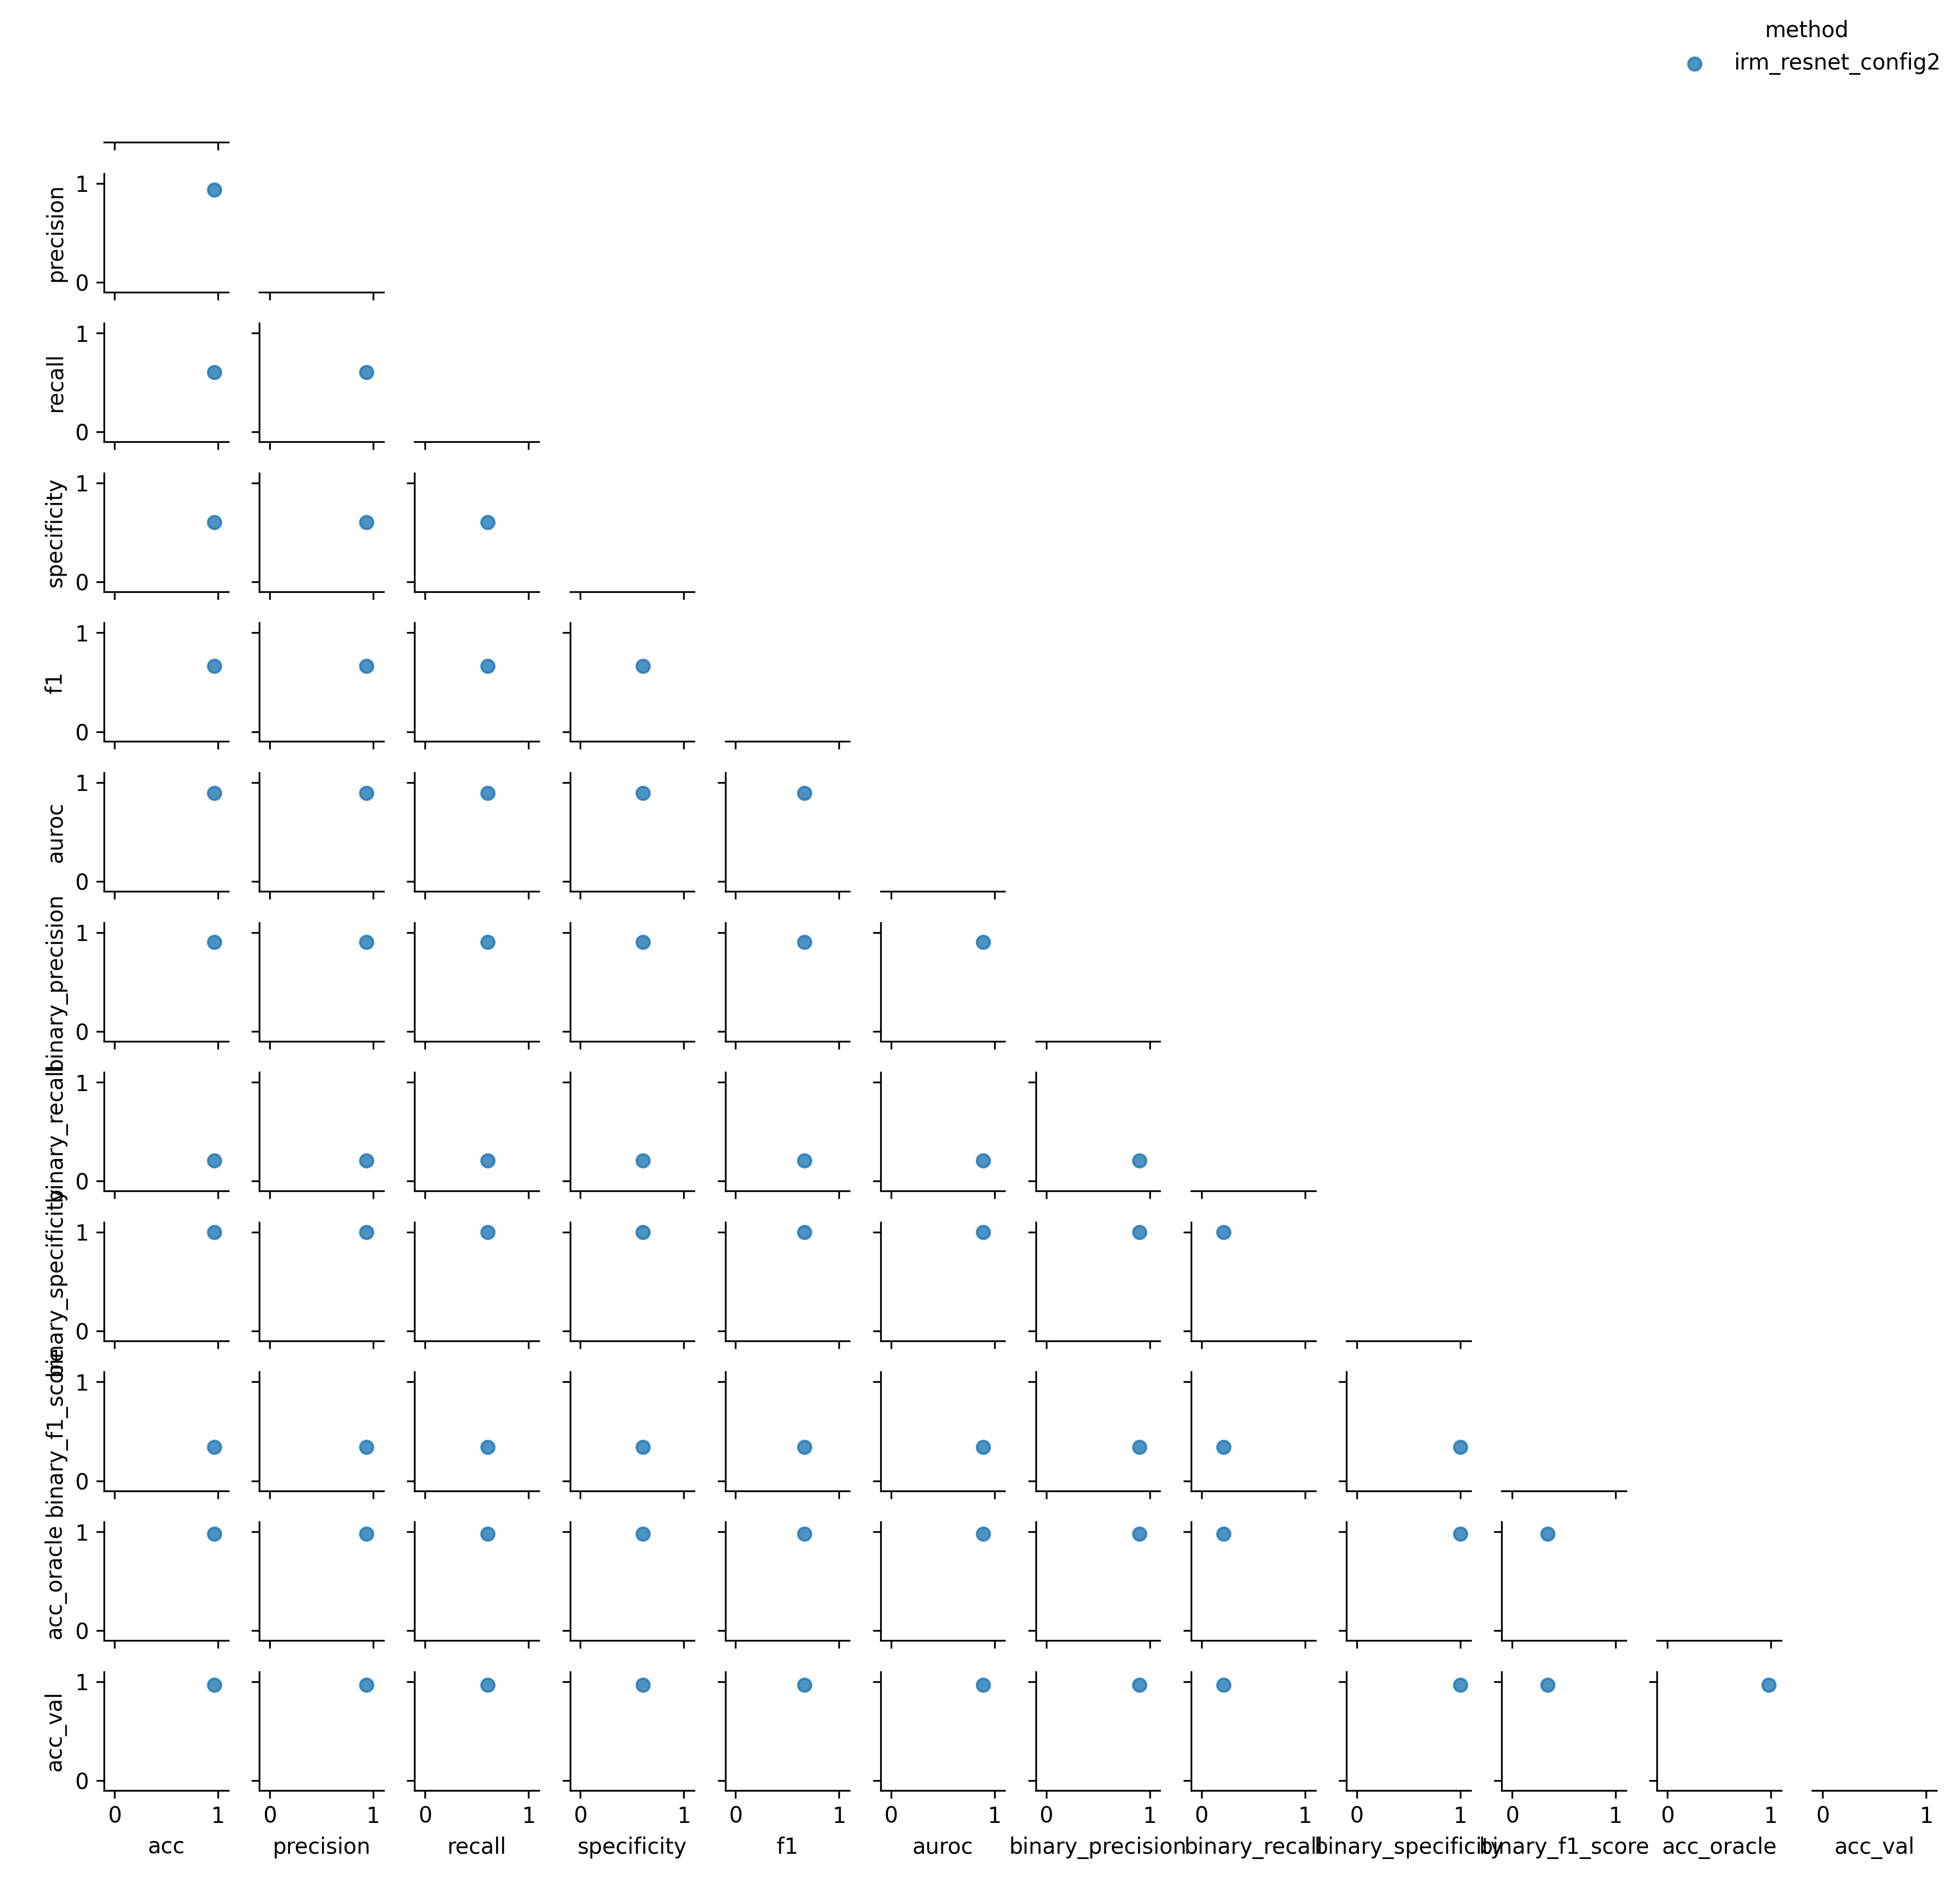 method
irm_resnet_config2
precision
1
0
recall
1
0
specificity
1
0
f1
1
0
auroc
1
0
binary_precision
1
0
binary_recall
1
0
binary_specificity
1
0
binary_f1_score
1
0
acc_oracle
1
0
acc_val
1
0
0 1 0 1 0 1 0 1 0 1 0 1 0 1 0 1 0 1 0 1 0 1 0 1
acc precision recall specificity f1 auroc binary_precision binary_recall binary_specificity binary_f1_score acc_oracle acc_val